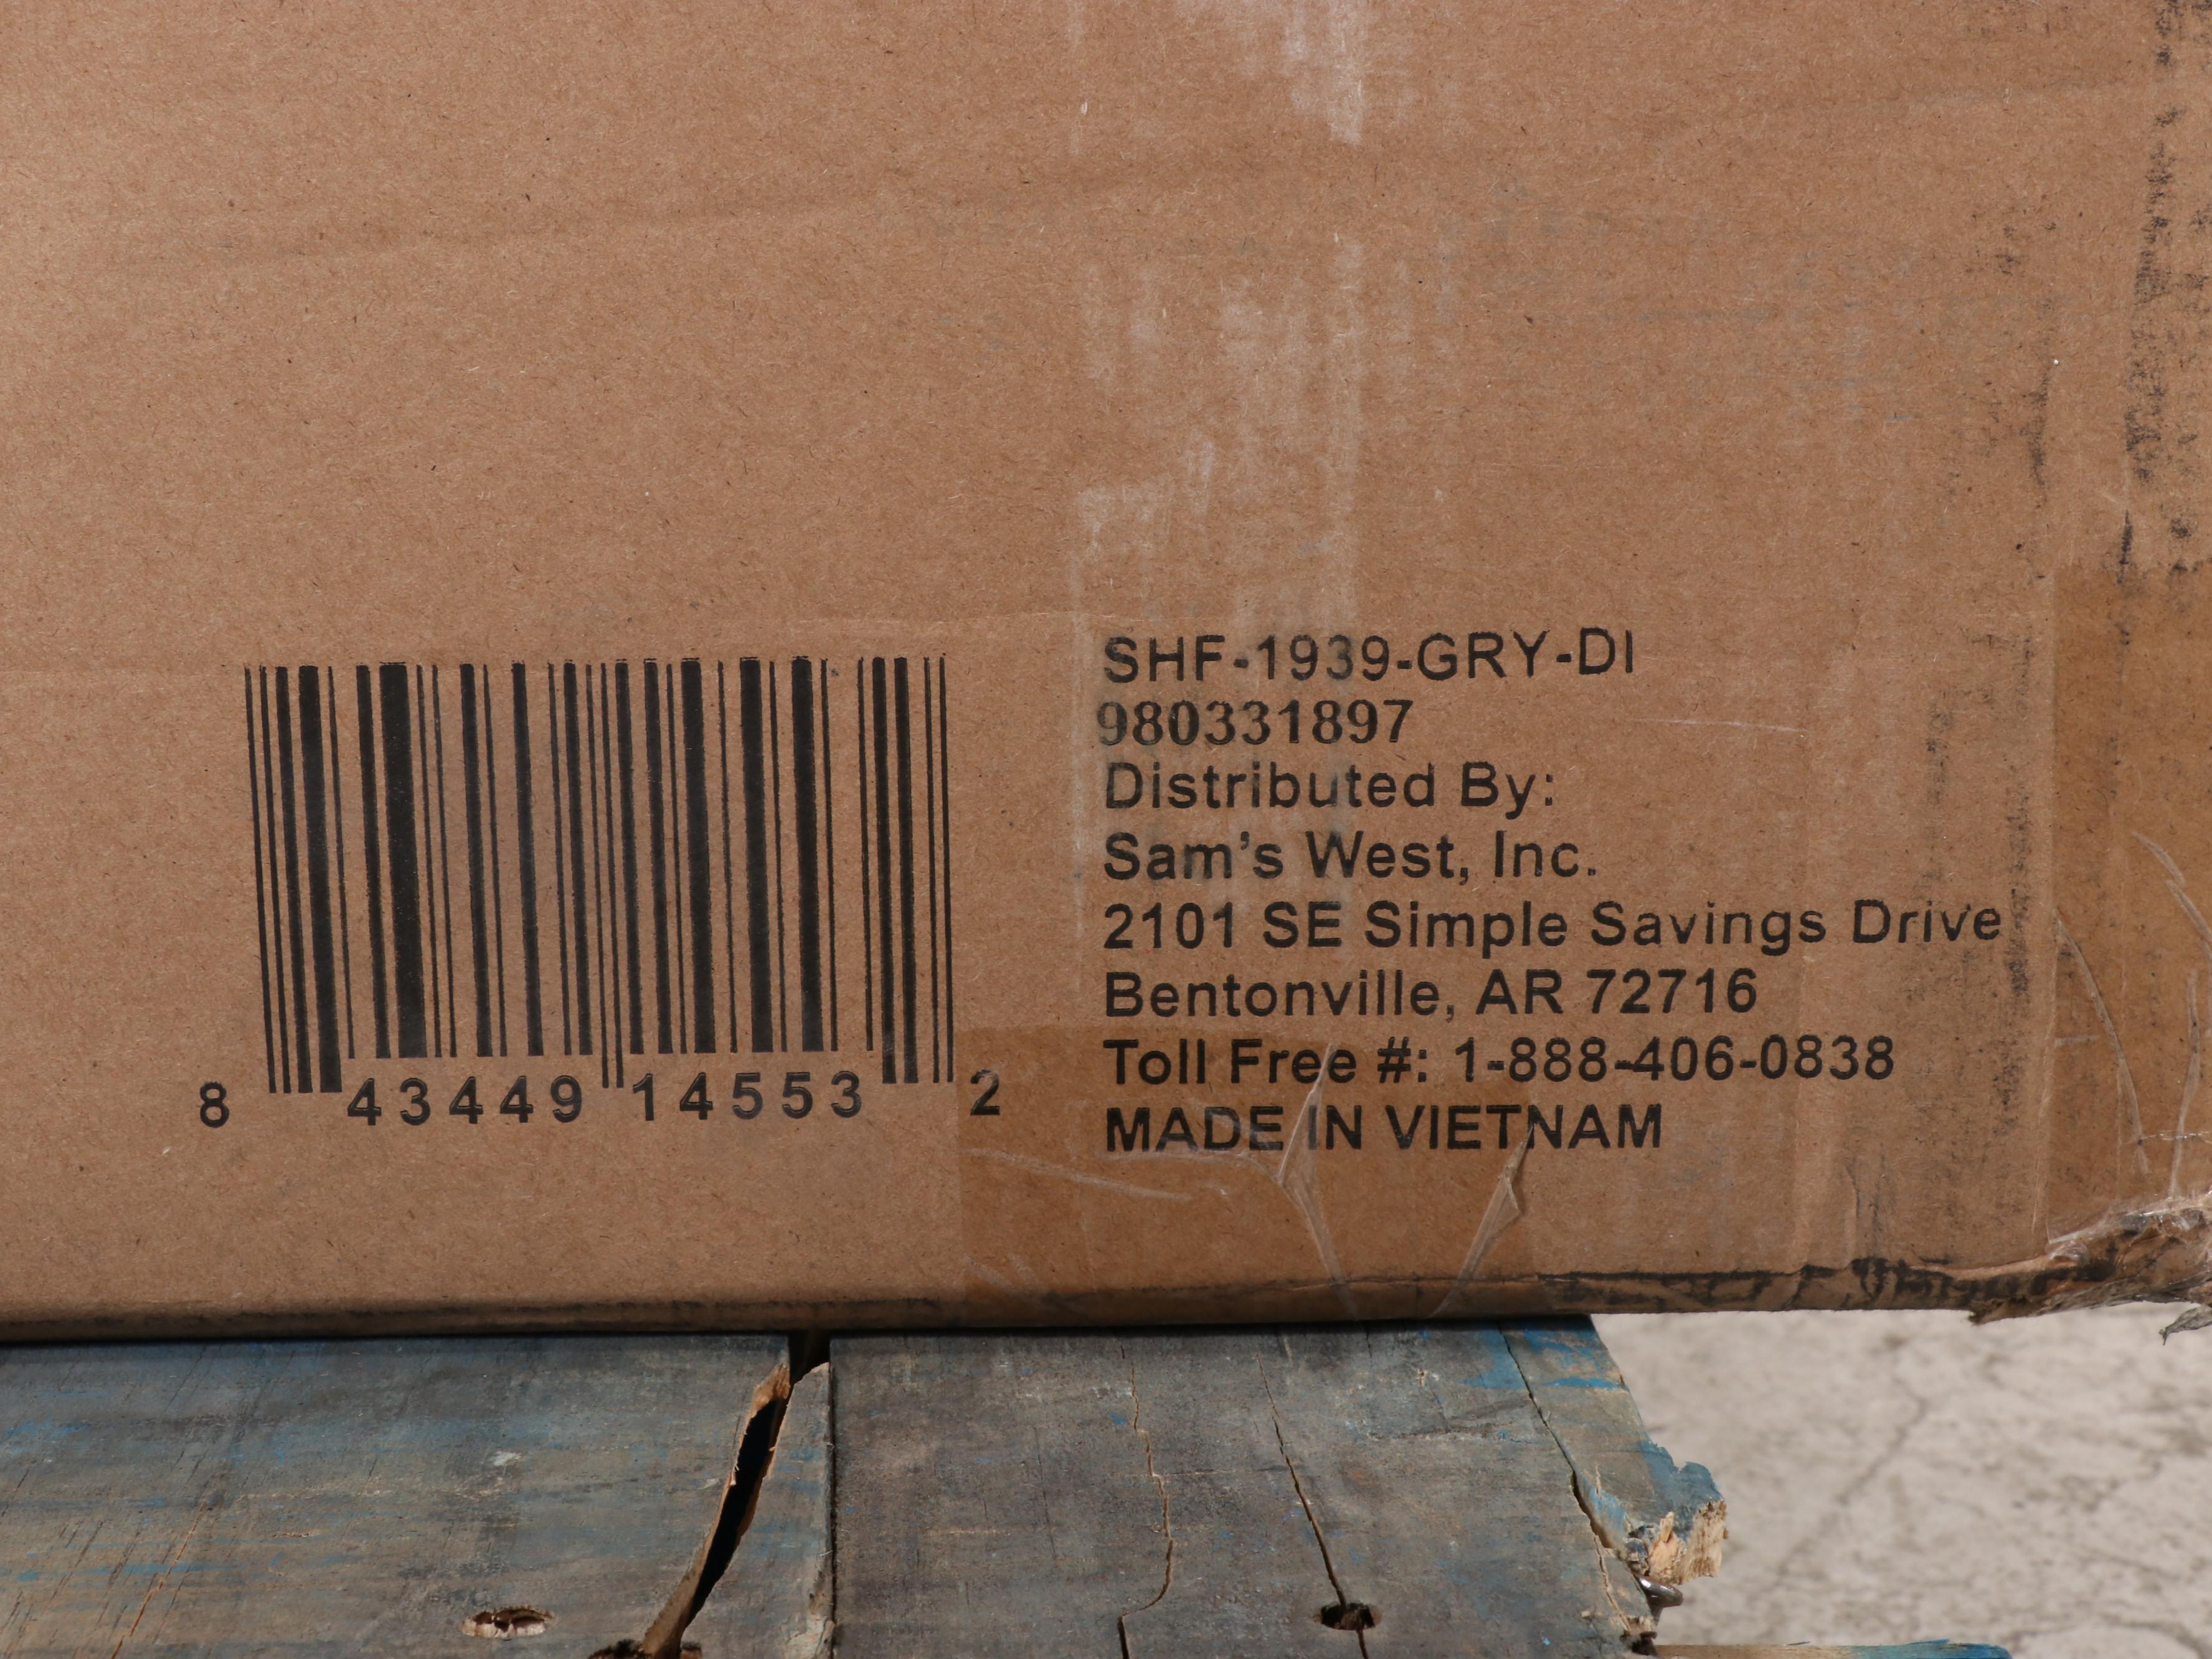 8 43449 14553 2
SHF-1939-GRY-DI
980331897
Distributed By:
Sam's West, Inc.
2101 SE Simple Savings Drive
Bentonville, AR 72716
Toll Free #: 1-888-406-0838
MADE IN VIETNAM